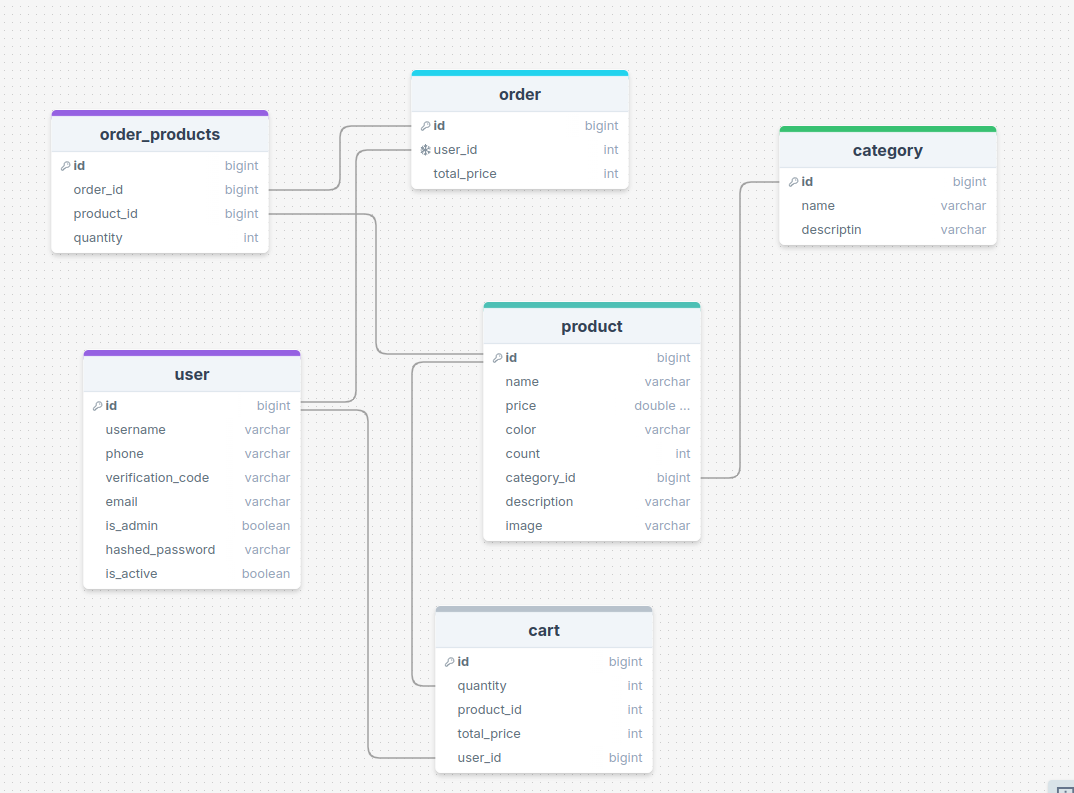 order_products
id bigint
order_id bigint
product_id bigint
quantity int
order
id bigint
user_id int
total_price int
category
id bigint
name varchar
descriptin varchar
user
id bigint
username varchar
phone varchar
verification_code varchar
email varchar
is_admin boolean
hashed_password varchar
is_active boolean
product
id bigint
name varchar
price double ...
color varchar
count int
category_id bigint
description varchar
image varchar
cart
id bigint
quantity int
product_id int
total_price int
user_id bigint